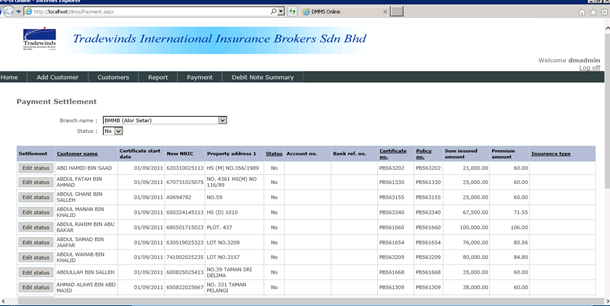 http://localhost/dmss/Payment.aspx
DMMS Online
Tradewinds International Insurance Brokers Sdn Bhd
Welcome dmadmin
Log off
Home Add Customer Customers Report Payment Debit Note Summary
Payment Settlement
Branch name : BMMB (Alor Setar)
Status : No
Settlement Customer name Certificate start date New NRIC Property address 1 Status Account no. Bank ref. no. Certificate no. Policy no. Sum insured amount Premium amount Insurance type
Edit status ABD HAMID BIN SAAD 01/09/2011 620310025113 HS (M) NO.356/1989 No PB563202 PB563202 21,000.00 60.00
Edit status ABDUL FATAH BIN AHMAD 01/09/2011 670731025075 NO. 4361 HS(M) NO 116/89 No PB561330 PB561330 25,000.00 60.00
Edit status ABDUL GHANI BIN SALLEH 01/09/2011 A0694782 NO.59 No PB563155 PB563155 25,000.00 60.00
Edit status ABDUL MANAN BIN KHALID 01/09/2011 650324145113 HS (D) 1010 No PB563340 PB563340 67,500.00 71.55
Edit status ABDUL RAHIM BIN ABU BAKAR 01/09/2011 680501715023 PLOT. 437 No PB561660 PB561660 100,000.00 106.00
Edit status ABDUL SAMAD BIN JAAFAR 01/09/2011 630519025323 LOT NO.3209 No PB561654 PB561654 76,000.00 80.56
Edit status ABDUL WAHAB BIN KHALID 01/09/2011 741002025235 LOT NO.3157 No PB563209 PB563209 80,000.00 84.80
Edit status ABDULLAH BIN SALLEH 01/09/2011 600825025413 NO.39 TAMAN SRI DELIMA No PB561668 PB561668 35,000.00 60.00
Edit status AHMAD ALAWI BIN ABD MAJID 01/09/2011 650822025667 NO. 331 TAMAN PELANGI No PB561309 PB561309 38,000.00 60.00